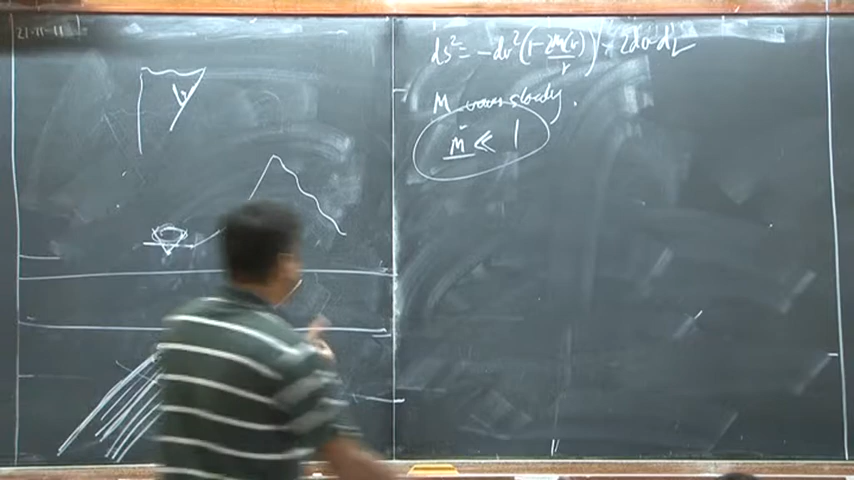 21-11-11
ds² = -dv²(1-2M(v)/r) + 2dvdr
M varies slowly.
Ṁ ≪ 1